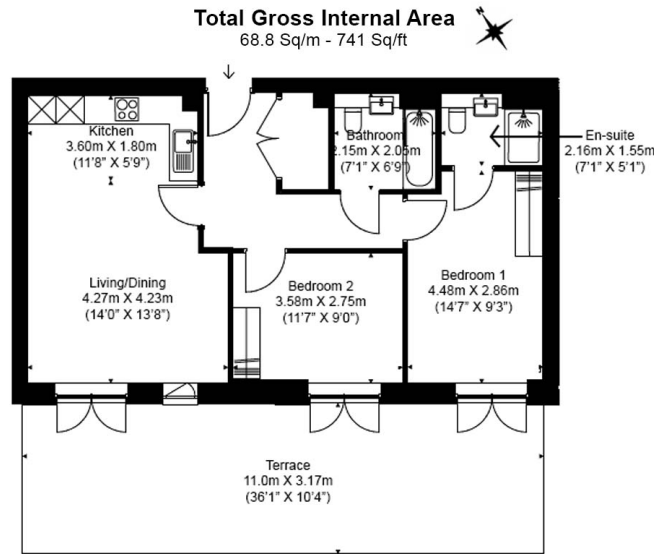 Total Gross Internal Area
68.8 Sq/m - 741 Sq/ft
N
Kitchen
3.60m X 1.80m
(11'8" X 5'9")
Bathroom
2.15m X 2.05m
(7'1" X 6'9")
En-suite
2.16m X 1.55m
(7'1" X 5'1")
Living/Dining
4.27m X 4.23m
(14'0" X 13'8")
Bedroom 2
3.58m X 2.75m
(11'7" X 9'0")
Bedroom 1
4.48m X 2.86m
(14'7" X 9'3")
Terrace
11.0m X 3.17m
(36'1" X 10'4")